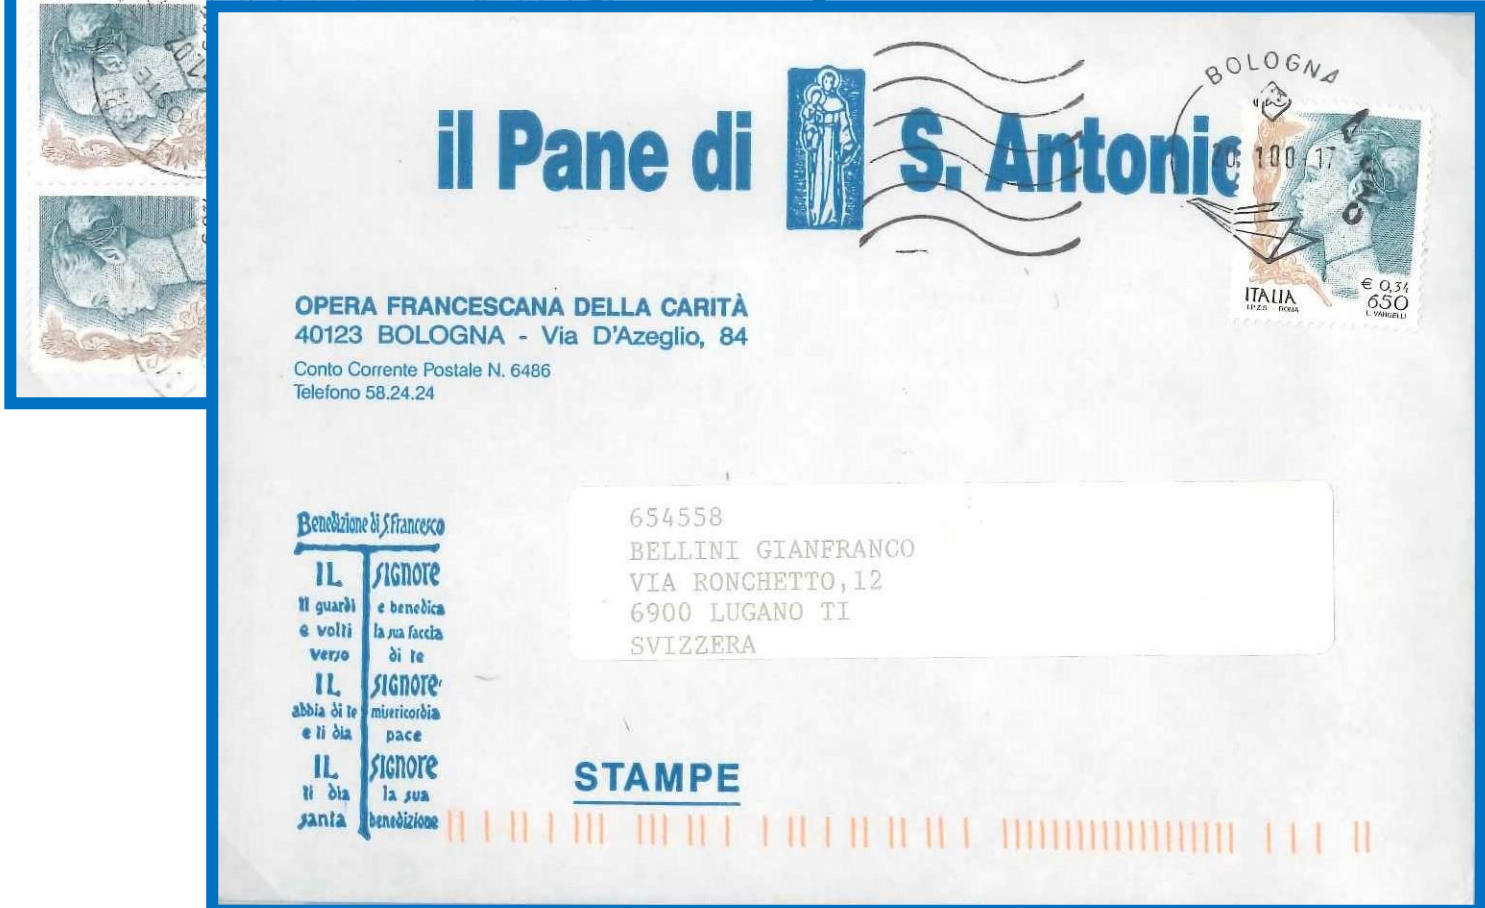 il Pane di S. Antonio
BOLOGNA
ITALIA
I.P.Z.S. - ROMA
€ 0,34
650
L. VANGELLI
OPERA FRANCESCANA DELLA CARITÀ
40123 BOLOGNA - Via D'Azeglio, 84
Conto Corrente Postale N. 6486
Telefono 58.24.24
Benedizione di S. Francesco
IL SIGNORE
ti guardi e benedica
e volti la sua faccia
verso di te
IL SIGNORE
abbia di te misericordia
e ti dia pace
IL SIGNORE
ti dia la sua
santa benedizione
654558
BELLINI GIANFRANCO
VIA RONCHETTO,12
6900 LUGANO TI
SVIZZERA
STAMPE